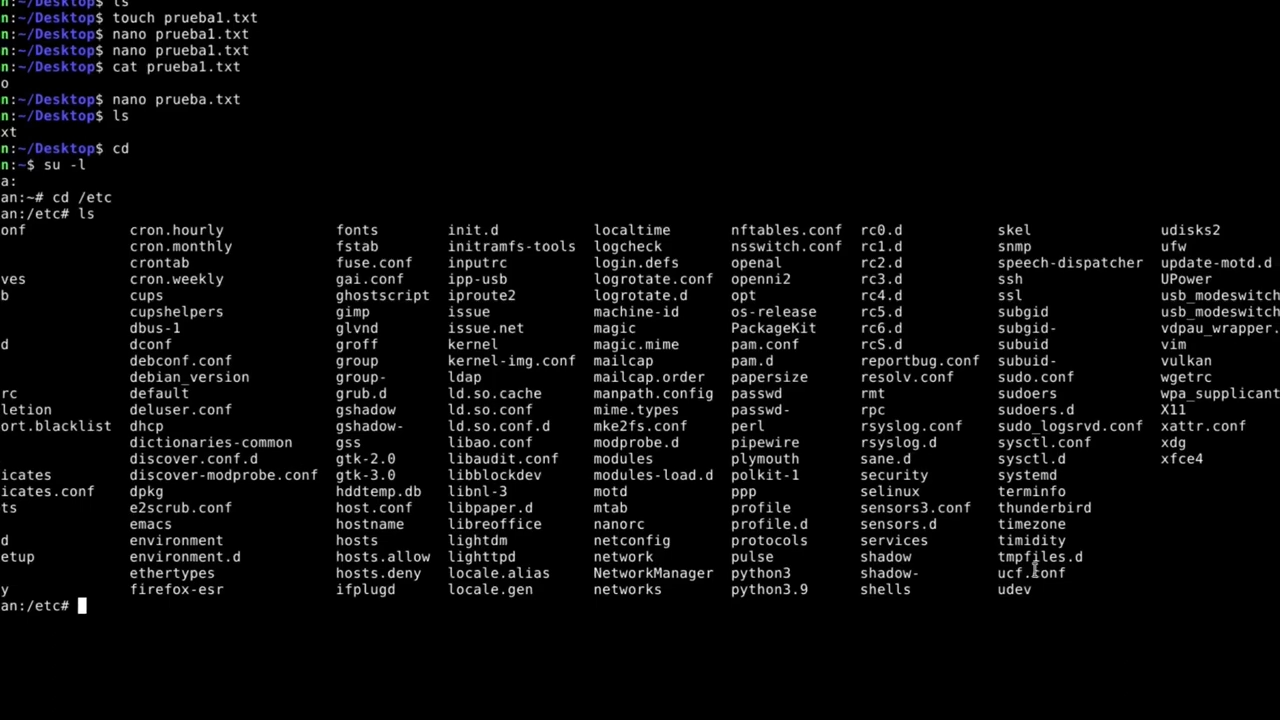 n:~/Desktop$ ls
n:~/Desktop$ touch prueba1.txt
n:~/Desktop$ nano prueba1.txt
n:~/Desktop$ nano prueba1.txt
n:~/Desktop$ cat prueba1.txt
o
n:~/Desktop$ nano prueba.txt
n:~/Desktop$ ls
xt
n:~/Desktop$ cd
n:~$ su -l
a:
an:~# cd /etc
an:/etc# ls
onf cron.hourly fonts init.d localtime nftables.conf rc0.d skel udisks2
cron.monthly fstab initramfs-tools logcheck nsswitch.conf rc1.d snmp ufw
crontab fuse.conf inputrc login.defs openal rc2.d speech-dispatcher update-motd.d
ves cron.weekly gai.conf ipp-usb logrotate.conf openni2 rc3.d ssh UPower
b cups ghostscript iproute2 logrotate.d opt rc4.d ssl usb_modeswitch
cupshelpers gimp issue machine-id os-release rc5.d subgid usb_modeswitch
dbus-1 glvnd issue.net magic PackageKit rc6.d subgid- vdpau_wrapper.
d dconf groff kernel magic.mime pam.conf rcS.d subuid vim
debconf.conf group kernel-img.conf mailcap pam.d reportbug.conf subuid- vulkan
debian_version group- ldap mailcap.order papersize resolv.conf sudo.conf wgetrc
rc default grub.d ld.so.cache manpath.config passwd rmt sudoers wpa_supplicant
letion deluser.conf gshadow ld.so.conf mime.types passwd- rpc sudoers.d X11
ort.blacklist dhcp gshadow- ld.so.conf.d mke2fs.conf perl rsyslog.conf sudo_logsrvd.conf xattr.conf
dictionaries-common gss libao.conf modprobe.d pipewire rsyslog.d sysctl.conf xdg
discover.conf.d gtk-2.0 libaudit.conf modules plymouth sane.d sysctl.d xfce4
icates discover-modprobe.conf gtk-3.0 libblockdev modules-load.d polkit-1 security systemd
icates.conf dpkg hddtemp.db libnl-3 motd ppp selinux terminfo
ts e2scrub.conf host.conf libpaper.d mtab profile sensors3.conf thunderbird
emacs hostname libreoffice nanorc profile.d sensors.d timezone
d environment hosts lightdm netconfig protocols services timidity
etup environment.d hosts.allow lighttpd network pulse shadow tmpfiles.d
ethertypes hosts.deny locale.alias NetworkManager python3 shadow- ucf.conf
y firefox-esr ifplugd locale.gen networks python3.9 shells udev
an:/etc#